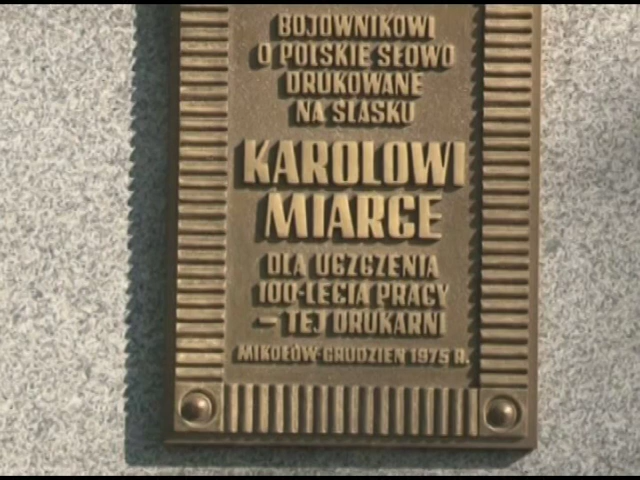 BOJOWNIKOWI
O POLSKIE SŁOWO
DRUKOWANE
NA ŚLĄSKU
KAROLOWI
MIARCE
DLA UCZCZENIA
100-LECIA PRACY
– TEJ DRUKARNI
MIKOŁÓW-GRUDZIEŃ 1975 R.